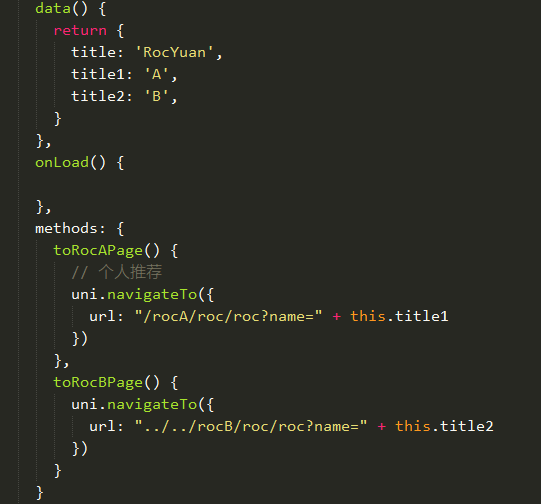 data() {
return {
title: 'RocYuan',
title1: 'A',
title2: 'B',
}
},
onLoad() {
},
methods: {
toRocAPage() {
// 个人推荐
uni.navigateTo({
url: "/rocA/roc/roc?name=" + this.title1
})
},
toRocBPage() {
uni.navigateTo({
url: "../../rocB/roc/roc?name=" + this.title2
})
}
}